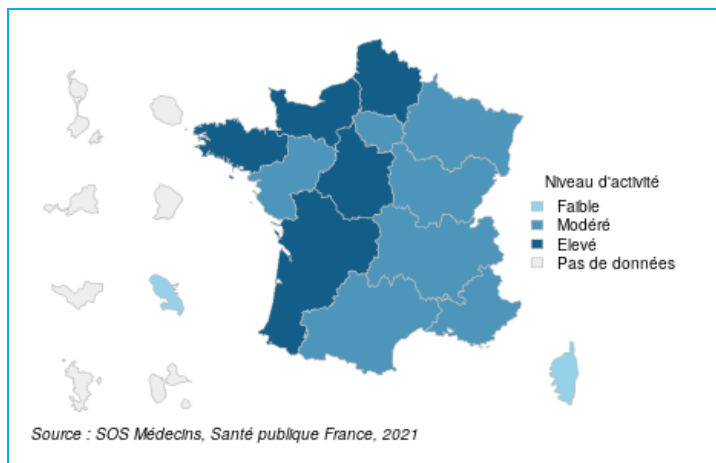 Niveau d'activité
Faible
Modéré
Elevé
Pas de données
Source : SOS Médecins, Santé publique France, 2021